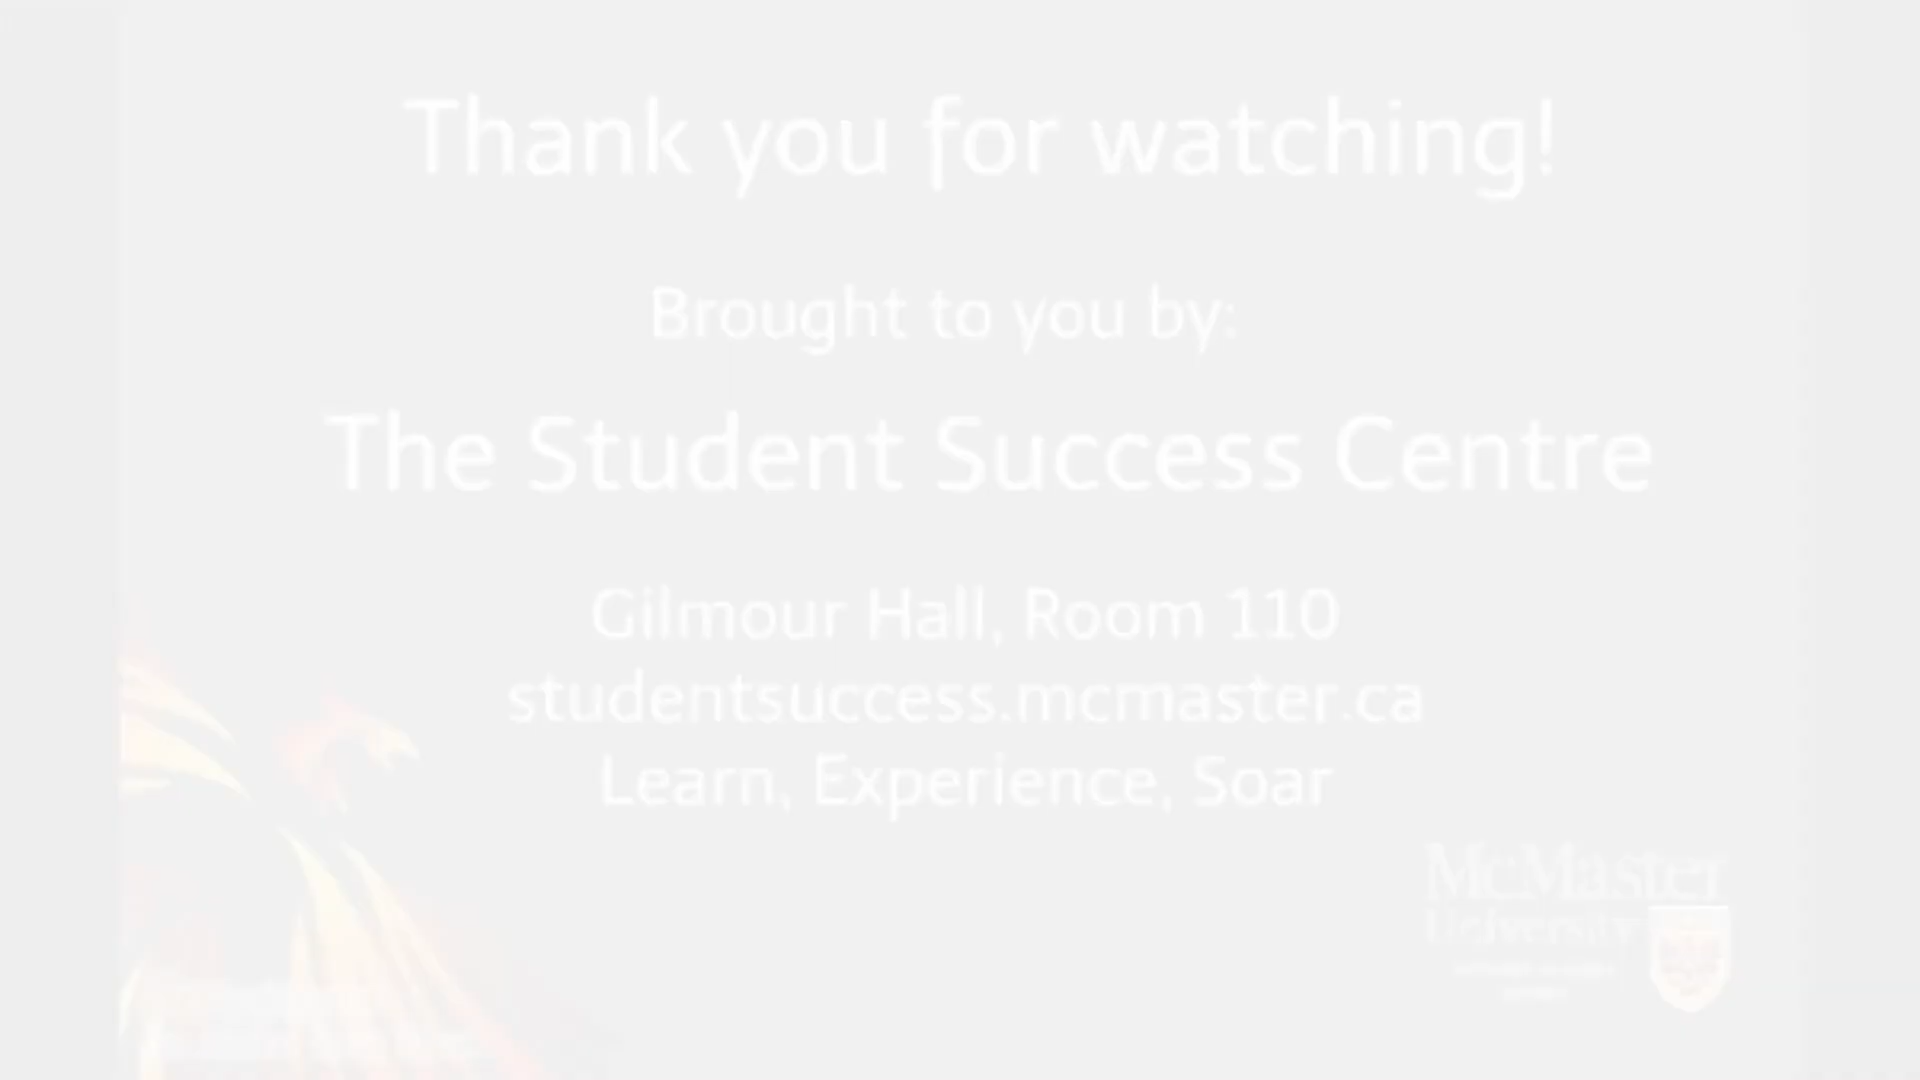 Thank you for watching!
Brought to you by:
The Student Success Centre
Gilmour Hall, Room 110
studentsuccess.mcmaster.ca
Learn, Experience, Soar
McMaster
University